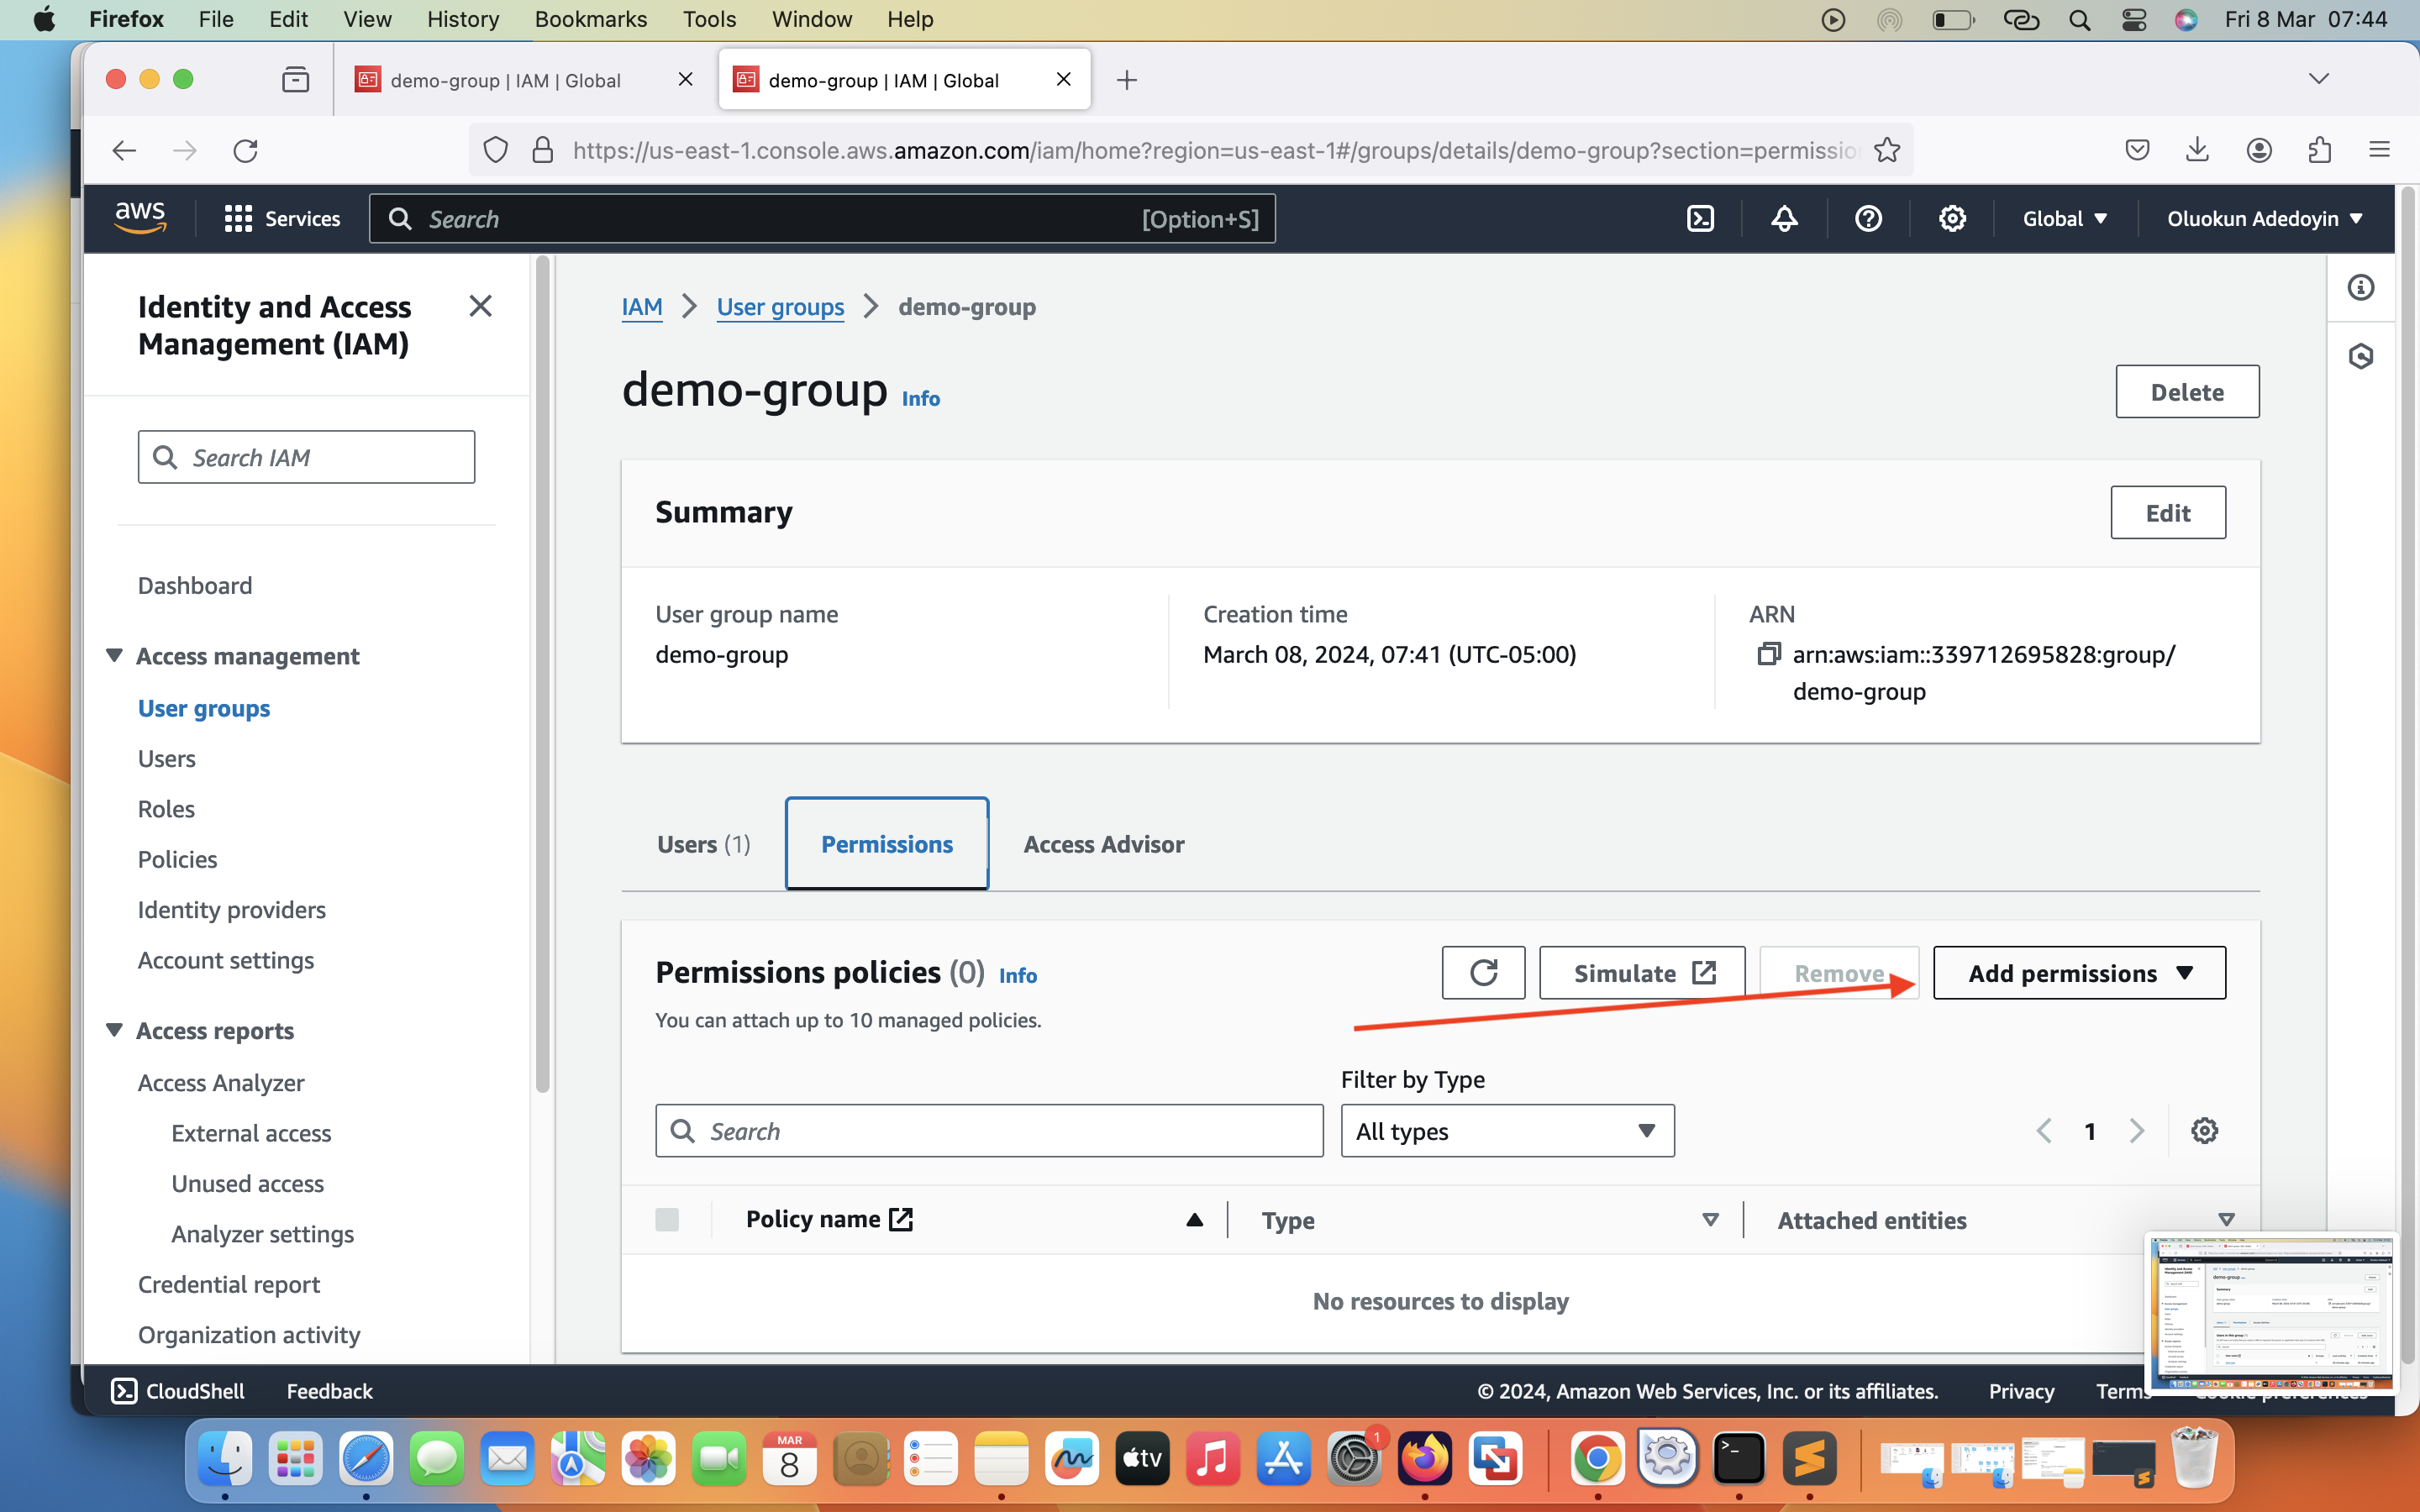 Firefox File Edit View History Bookmarks Tools Window Help Fri 8 Mar 07:44
demo-group | IAM | Global demo-group | IAM | Global
https://us-east-1.console.aws.amazon.com/iam/home?region=us-east-1#/groups/details/demo-group?section=permissio
aws Services Search [Option+S] Global Oluokun Adedoyin
Identity and Access
Management (IAM)
Search IAM
Dashboard
Access management
User groups
Users
Roles
Policies
Identity providers
Account settings
Access reports
Access Analyzer
External access
Unused access
Analyzer settings
Credential report
Organization activity
IAM User groups demo-group
demo-group Info Delete
Summary Edit
User group name
demo-group
Creation time
March 08, 2024, 07:41 (UTC-05:00)
ARN
arn:aws:iam::339712695828:group/
demo-group
Users (1) Permissions Access Advisor
Permissions policies (0) Info Simulate Remove Add permissions
You can attach up to 10 managed policies.
Filter by Type
Search All types 1
Policy name Type Attached entities
No resources to display
CloudShell Feedback © 2024, Amazon Web Services, Inc. or its affiliates. Privacy Terms
MAR
8
tv
1